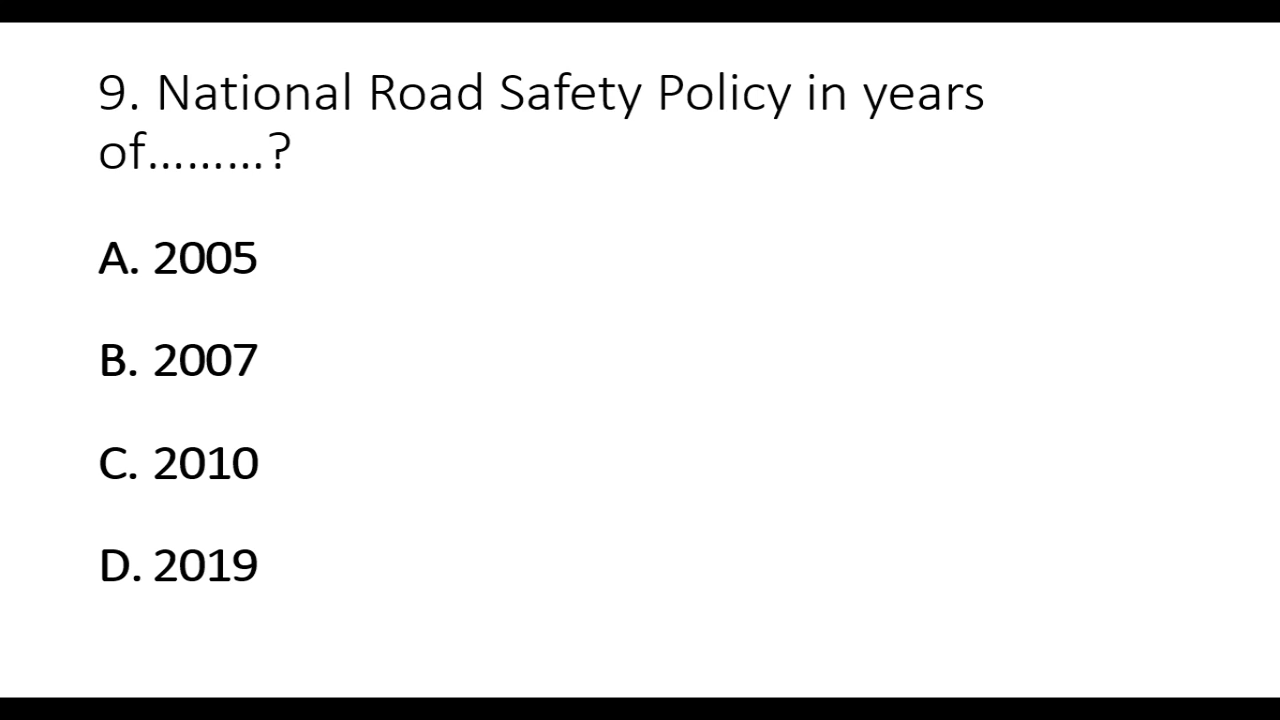 9. National Road Safety Policy in years
of.........?
A. 2005
B. 2007
C. 2010
D. 2019